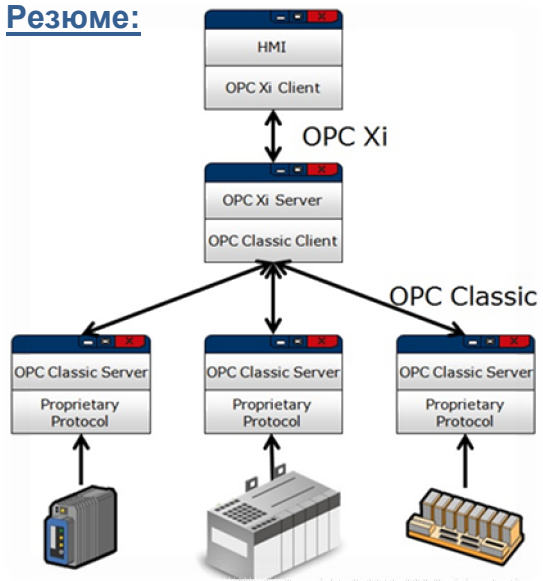 Резюме:
HMI
OPC Xi Client
OPC Xi
OPC Xi Server
OPC Classic Client
OPC Classic
OPC Classic Server
Proprietary
Protocol
OPC Classic Server
Proprietary
Protocol
OPC Classic Server
Proprietary
Protocol